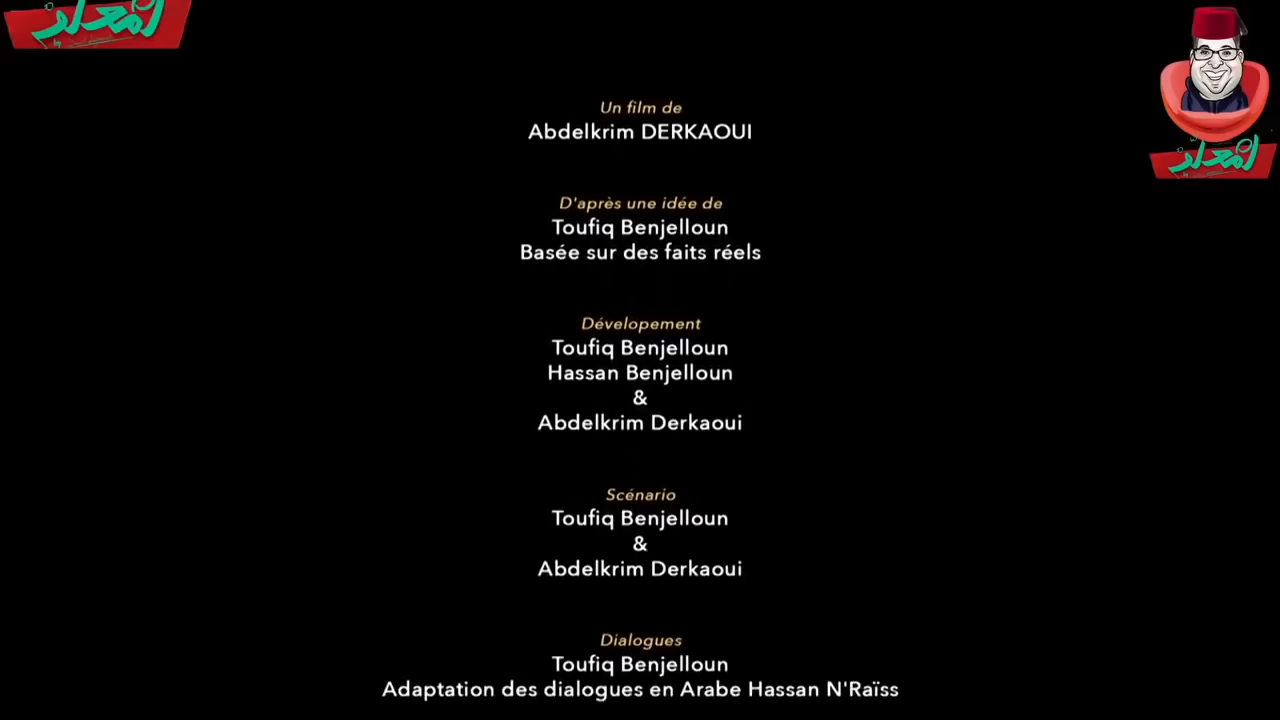 Un film de
Abdelkrim DERKAOUI
D'après une idée de
Toufiq Benjelloun
Basée sur des faits réels
Dévelopement
Toufiq Benjelloun
Hassan Benjelloun
&
Abdelkrim Derkaoui
Scénario
Toufiq Benjelloun
&
Abdelkrim Derkaoui
Dialogues
Toufiq Benjelloun
Adaptation des dialogues en Arabe Hassan N'Raïss